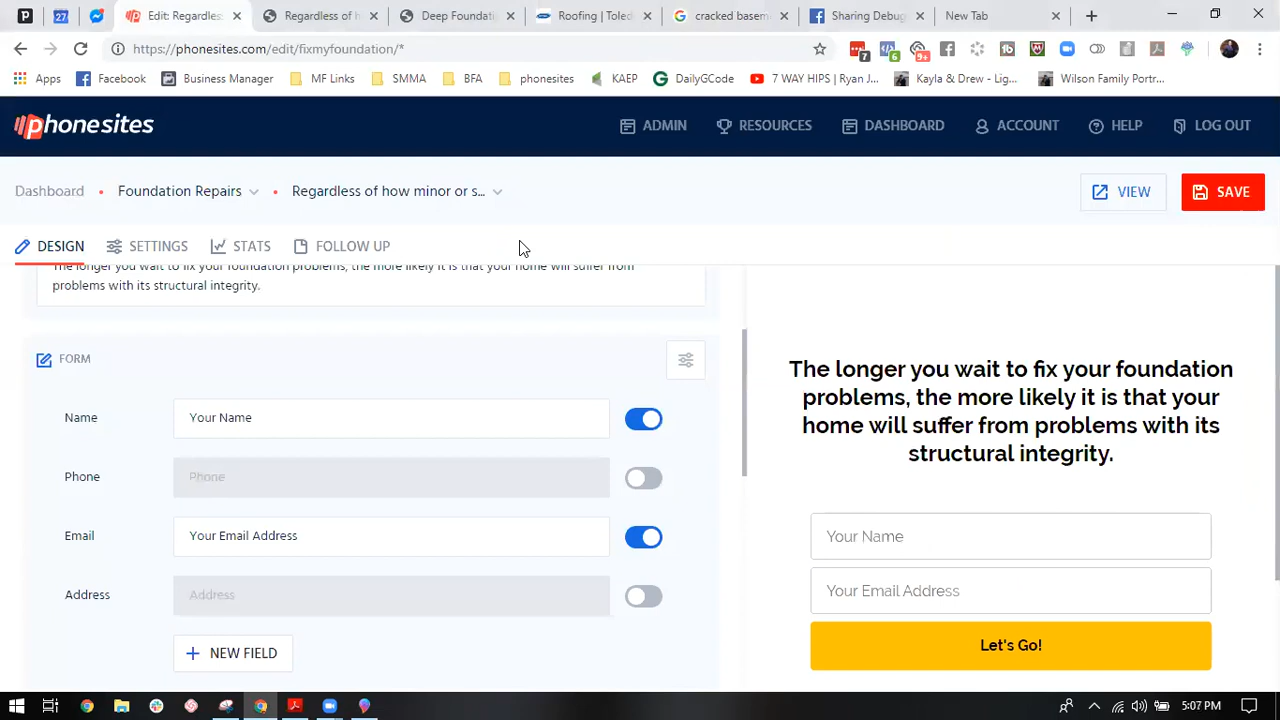 Edit: Regardles
Regardless of h
Deep Foundati
Roofing | Toled
cracked base
Sharing Debug
New Tab
https://phonesites.com/edit/fixmyfoundation/*
7
6
9+
Apps
Facebook
Business Manager
MF Links
SMMA
BFA
phonesites
KAEP
DailyGCode
7 WAY HIPS | Ryan J...
Kayla & Drew - Lig...
Wilson Family Portr...
phonesites
ADMIN
RESOURCES
DASHBOARD
ACCOUNT
HELP
LOG OUT
Dashboard
Foundation Repairs
Regardless of how minor or s...
VIEW
SAVE
DESIGN
SETTINGS
STATS
FOLLOW UP
The longer you wait to fix your foundation problems, the more likely it is that your home will suffer from
problems with its structural integrity.
FORM
Name
Your Name
Phone
Phone
Email
Your Email Address
Address
Address
NEW FIELD
The longer you wait to fix your foundation
problems, the more likely it is that your
home will suffer from problems with its
structural integrity.
Your Name
Your Email Address
Let's Go!
5:07 PM